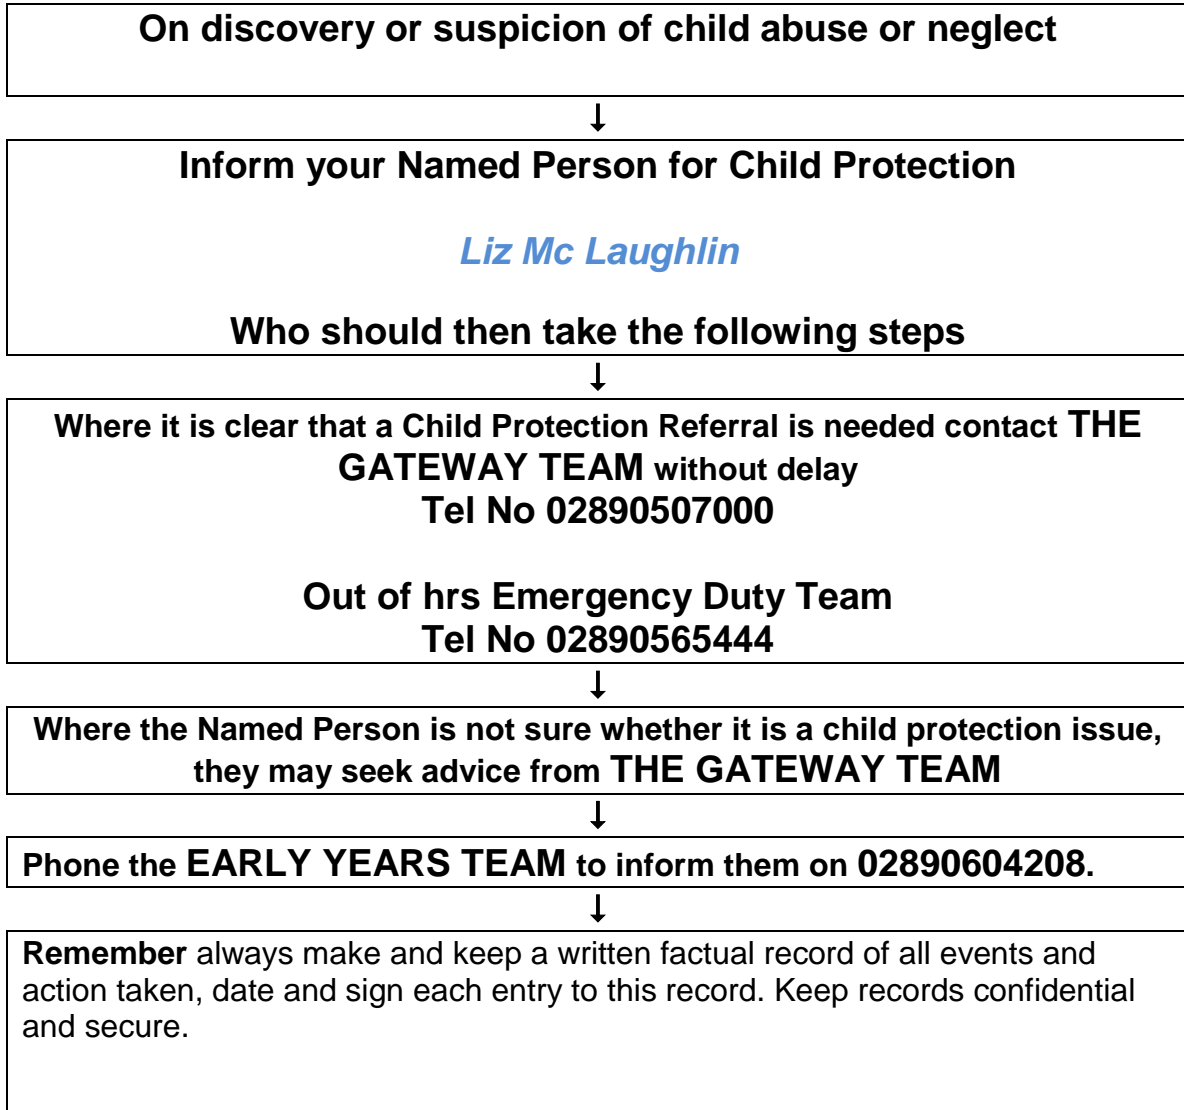 On discovery or suspicion of child abuse or neglect
Inform your Named Person for Child Protection
Liz Mc Laughlin
Who should then take the following steps
Where it is clear that a Child Protection Referral is needed contact THE
GATEWAY TEAM without delay
Tel No 02890507000
Out of hrs Emergency Duty Team
Tel No 02890565444
Where the Named Person is not sure whether it is a child protection issue,
they may seek advice from THE GATEWAY TEAM
Phone the EARLY YEARS TEAM to inform them on 02890604208.
Remember always make and keep a written factual record of all events and
action taken, date and sign each entry to this record. Keep records confidential
and secure.